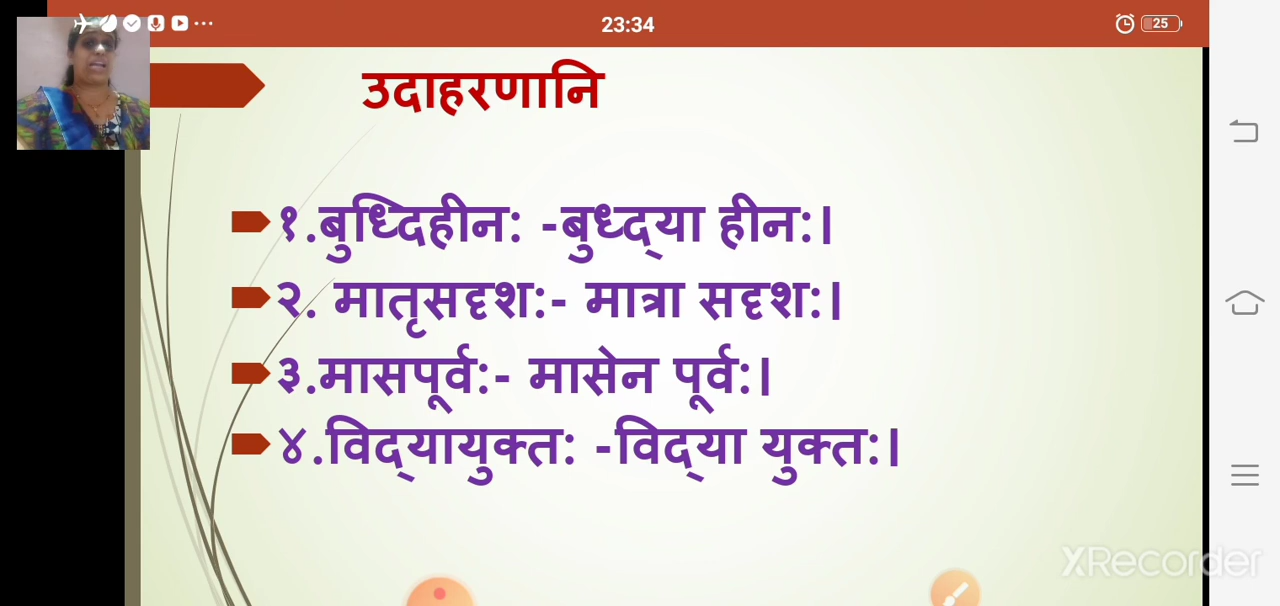 23:34
25
उदाहरणानि
१.बुध्दिहीन: -बुध्द्या हीन:।
२. मातृसदृश:- मात्रा सदृश:।
३.मासपूर्व:- मासेन पूर्व:।
४.विद्यायुक्त: -विद्या युक्त:।
XRecorder